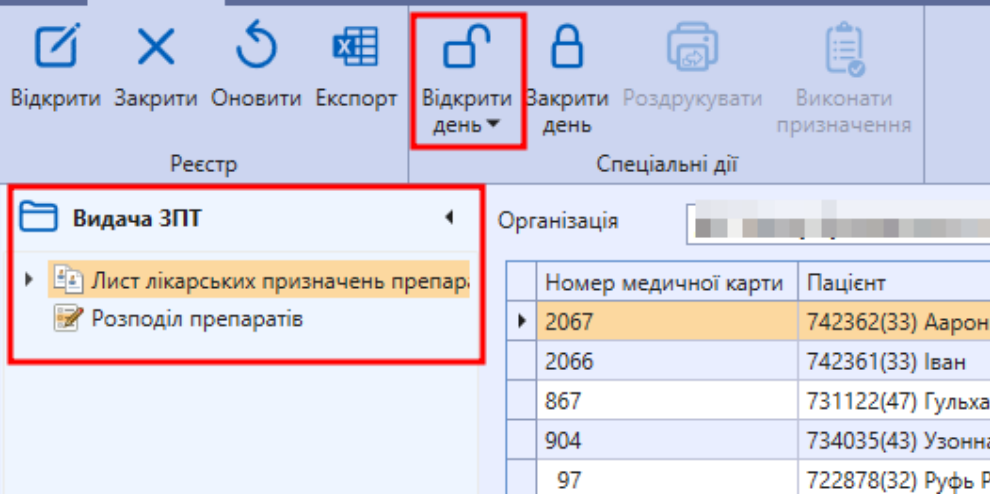 Відкрити Закрити Оновити Експорт Відкрити день Закрити день Роздрукувати Виконати призначення
Реєстр Спеціальні дії
Видача ЗПТ
Лист лікарських призначень препара
Розподіл препаратів
Організація
Номер медичної карти Пацієнт
2067 742362(33) Аарон
2066 742361(33) Іван
867 731122(47) Гульха
904 734035(43) Узонна
97 722878(32) Руфь Р